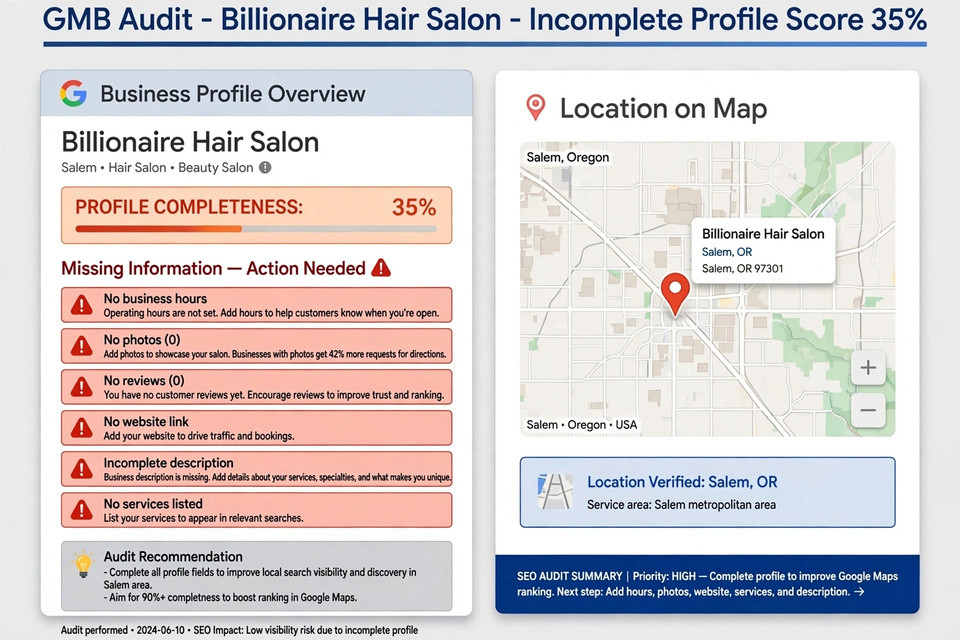 GMB Audit - Billionaire Hair Salon - Incomplete Profile Score 35%
Business Profile Overview
Billionaire Hair Salon
Salem • Hair Salon • Beauty Salon
PROFILE COMPLETENESS: 35%
Missing Information — Action Needed
No business hours
Operating hours are not set. Add hours to help customers know when you're open.
No photos (0)
Add photos to showcase your salon. Businesses with photos get 42% more requests for directions.
No reviews (0)
You have no customer reviews yet. Encourage reviews to improve trust and ranking.
No website link
Add your website to drive traffic and bookings.
Incomplete description
Business description is missing. Add details about your services, specialties, and what makes you unique.
No services listed
List your services to appear in relevant searches.
Audit Recommendation
- Complete all profile fields to improve local search visibility and discovery in
Salem area.
- Aim for 90%+ completness to boost ranking in Google Maps.
Audit performed • 2024-06-10 • SEO Impact: Low visibility risk due to incomplete profile
Location on Map
Salem, Oregon
Billionaire Hair Salon
Salem, OR
Salem, OR 97301
+
−
Salem • Oregon • USA
Location Verified: Salem, OR
Service area: Salem metropolitan area
SEO AUDIT SUMMARY | Priority: HIGH — Complete profile to improve Google Maps
ranking. Next step: Add hours, photos, website, services, and description. →